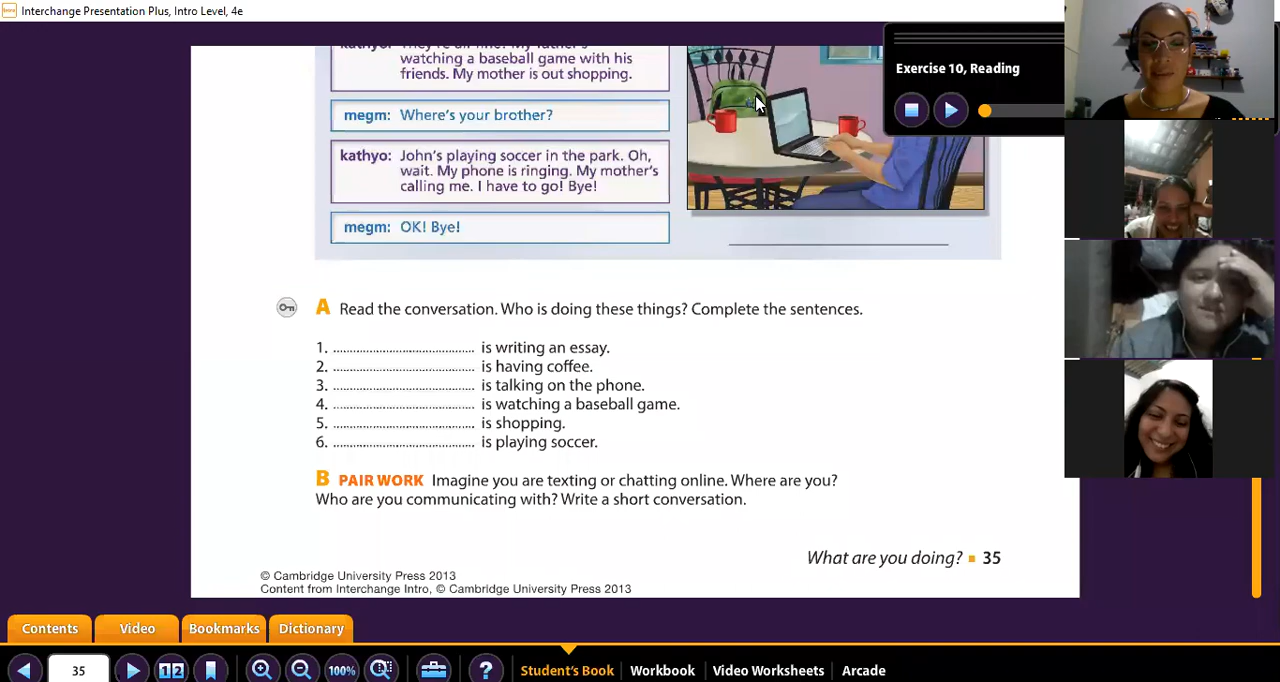 Interchange Presentation Plus, Intro Level, 4e
watching a baseball game with his
friends. My mother is out shopping.
megm: Where's your brother?
kathyo: John's playing soccer in the park. Oh,
wait. My phone is ringing. My mother's
calling me. I have to go! Bye!
megm: OK! Bye!
Exercise 10, Reading
A Read the conversation. Who is doing these things? Complete the sentences.
1. ........................................ is writing an essay.
2. ........................................ is having coffee.
3. ........................................ is talking on the phone.
4. ........................................ is watching a baseball game.
5. ........................................ is shopping.
6. ........................................ is playing soccer.
B PAIR WORK Imagine you are texting or chatting online. Where are you?
Who are you communicating with? Write a short conversation.
What are you doing? ■ 35
© Cambridge University Press 2013
Content from Interchange Intro, © Cambridge University Press 2013
Contents Video Bookmarks Dictionary
35 1 2 100% ? Student's Book Workbook Video Worksheets Arcade